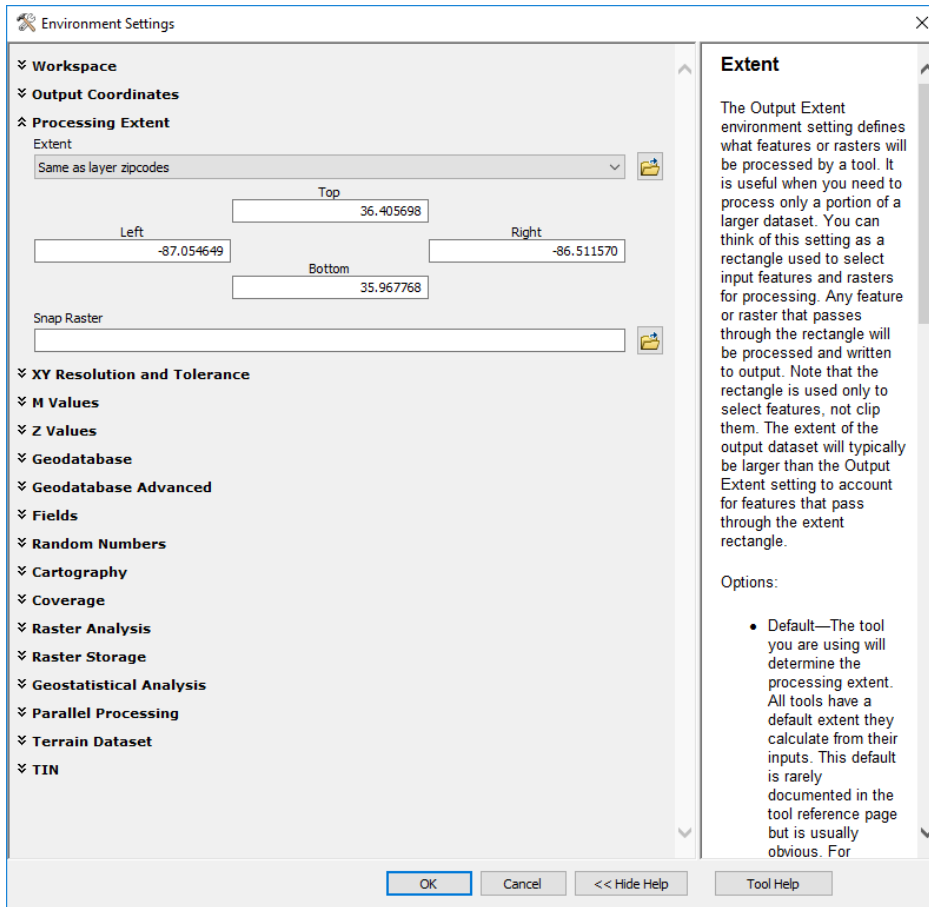 Environment Settings
Workspace
Output Coordinates
Processing Extent
Extent
Same as layer zipcodes
Top
36.405698
Left
Right
-87.054649
-86.511570
Bottom
35.967768
Snap Raster
XY Resolution and Tolerance
M Values
Z Values
Geodatabase
Geodatabase Advanced
Fields
Random Numbers
Cartography
Coverage
Raster Analysis
Raster Storage
Geostatistical Analysis
Parallel Processing
Terrain Dataset
TIN
Extent
The Output Extent
environment setting defines
what features or rasters will
be processed by a tool. It
is useful when you need to
process only a portion of a
larger dataset. You can
think of this setting as a
rectangle used to select
input features and rasters
for processing. Any feature
or raster that passes
through the rectangle will
be processed and written
to output. Note that the
rectangle is used only to
select features, not clip
them. The extent of the
output dataset will typically
be larger than the Output
Extent setting to account
for features that pass
through the extent
rectangle.
Options:
• Default—The tool
you are using will
determine the
processing extent.
All tools have a
default extent they
calculate from their
inputs. This default
is rarely
documented in the
tool reference page
but is usually
obvious. For
OK
Cancel
<< Hide Help
Tool Help